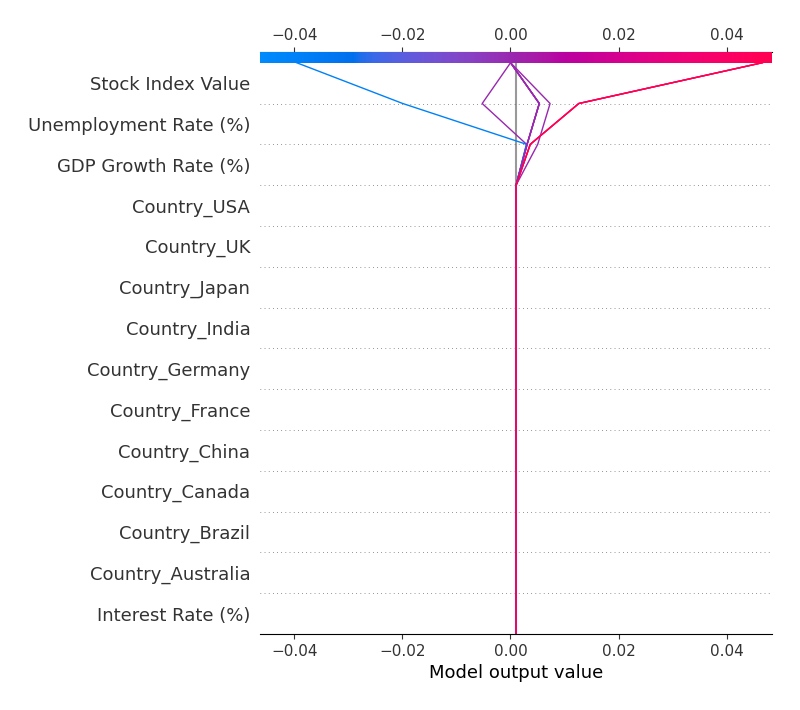 −0.04 −0.02 0.00 0.02 0.04
Stock Index Value
Unemployment Rate (%)
GDP Growth Rate (%)
Country_USA
Country_UK
Country_Japan
Country_India
Country_Germany
Country_France
Country_China
Country_Canada
Country_Brazil
Country_Australia
Interest Rate (%)
−0.04 −0.02 0.00 0.02 0.04
Model output value